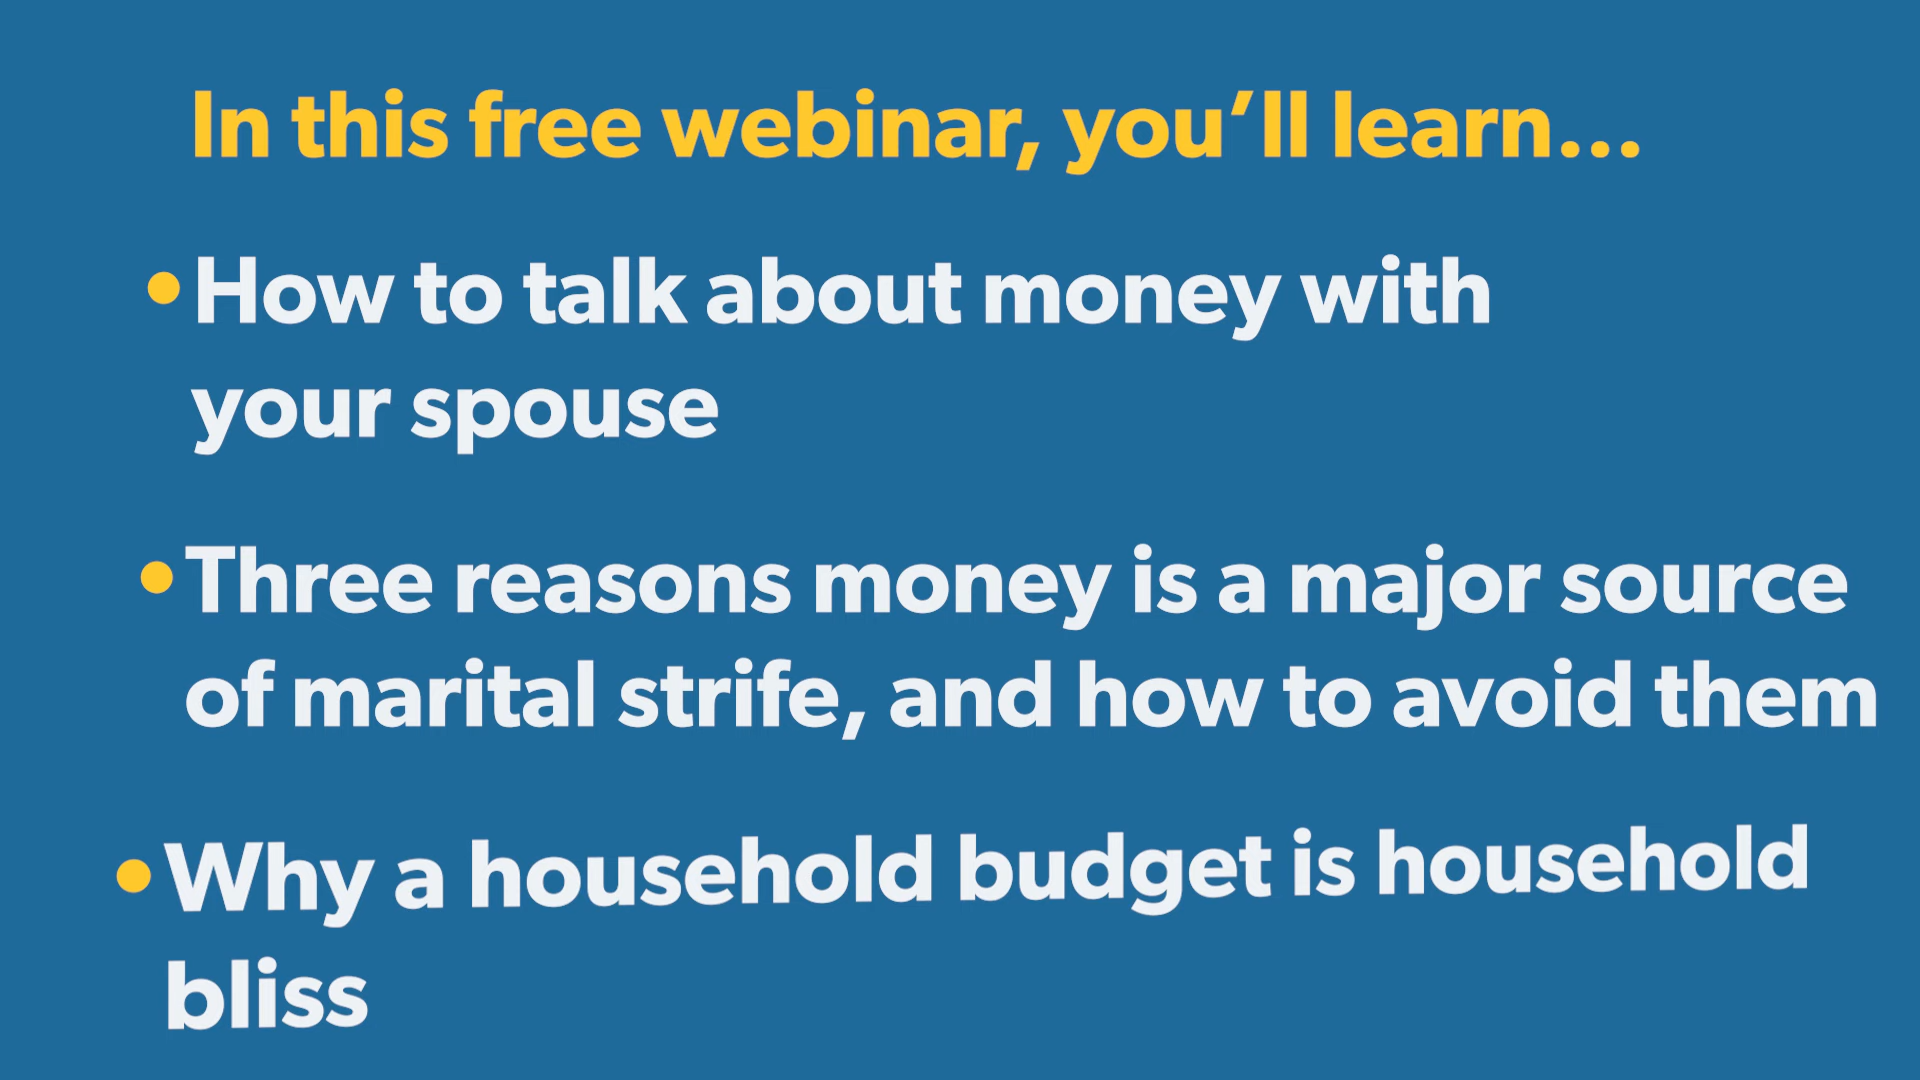 In this free webinar, you’ll learn...
•How to talk about money with
your spouse
•Three reasons money is a major source
of marital strife, and how to avoid them
•Why a household budget is household
bliss